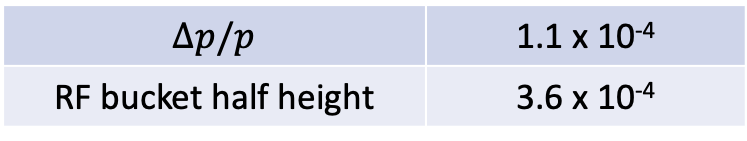 Δp/p 1.1 x 10⁻⁴
RF bucket half height 3.6 x 10⁻⁴